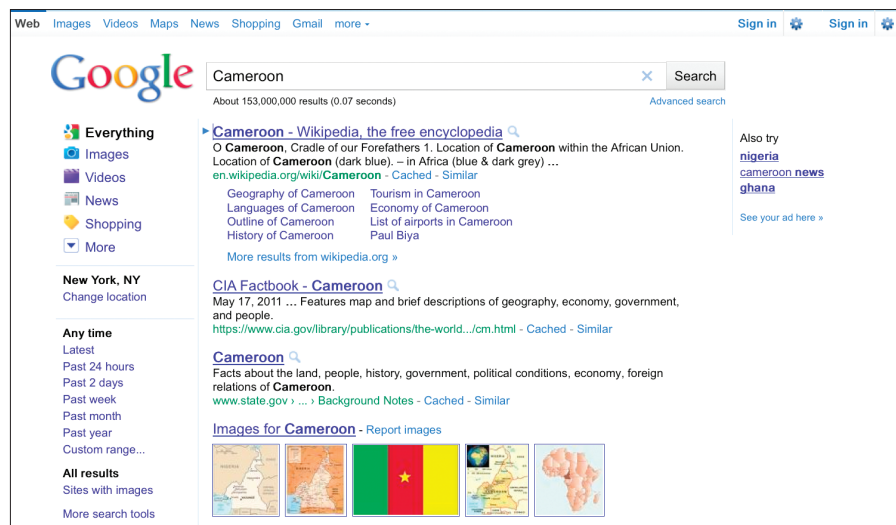 Web Images Videos Maps News Shopping Gmail more
Sign in Sign in
Google
Cameroon
Search
About 153,000,000 results (0.07 seconds)
Advanced search
Everything
Images
Videos
News
Shopping
More
New York, NY
Change location
Any time
Latest
Past 24 hours
Past 2 days
Past week
Past month
Past year
Custom range...
All results
Sites with images
More search tools
Cameroon - Wikipedia, the free encyclopedia
O Cameroon, Cradle of our Forefathers 1. Location of Cameroon within the African Union.
Location of Cameroon (dark blue). – in Africa (blue & dark grey) …
en.wikipedia.org/wiki/Cameroon - Cached - Similar
Geography of Cameroon Tourism in Cameroon
Languages of Cameroon Economy of Cameroon
Outline of Cameroon List of airports in Cameroon
History of Cameroon Paul Biya
More results from wikipedia.org »
CIA Factbook - Cameroon
May 17, 2011 … Features map and brief descriptions of geography, economy, government,
and people.
https://www.cia.gov/library/publications/the-world.../cm.html - Cached - Similar
Cameroon
Facts about the land, people, history, government, political conditions, economy, foreign
relations of Cameroon.
www.state.gov › ... › Background Notes - Cached - Similar
Images for Cameroon - Report images
Also try
nigeria
cameroon news
ghana
See your ad here »